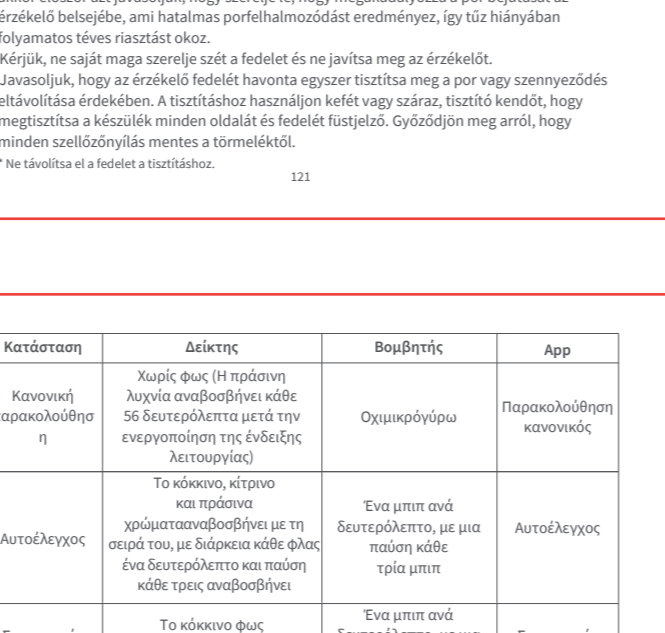 érzékelő belsejébe, ami hatalmas porfelhalmozódást eredményez, így tűz hiányában
folyamatos téves riasztást okoz.
Kérjük, ne saját maga szerelje szét a fedelet és ne javítsa meg az érzékelőt.
Javasoljuk, hogy az érzékelő fedelét havonta egyszer tisztítsa meg a por vagy szennyeződés
eltávolítása érdekében. A tisztításhoz használjon kefét vagy száraz, tisztító kendőt, hogy
megtisztítsa a készülék minden oldalát és fedelét füstjelző. Győződjön meg arról, hogy
minden szellőzőnyílás mentes a törmeléktől.
* Ne távolítsa el a fedelet a tisztításhoz.
121
Κατάσταση Δείκτης Βομβητής App
Κανονική
παρακολούθησ
η
Χωρίς φως (Η πράσινη
λυχνία αναβοσβήνει κάθε
56 δευτερόλεπτα μετά την
ενεργοποίηση της ένδειξης
λειτουργίας)
Οχιμικρόγύρω
Παρακολούθηση
κανονικός
Αυτοέλεγχος
Το κόκκινο, κίτρινο
και πράσινα
χρώματααναβοσβήνει με τη
σειρά του, με διάρκεια κάθε φλας
ένα δευτερόλεπτο και παύση
κάθε τρεις αναβοσβήνει
Ένα μπιπ ανά
δευτερόλεπτο, με μια
παύση κάθε
τρία μπιπ
Αυτοέλεγχος
Το κόκκινο φως
Ένα μπιπ ανά